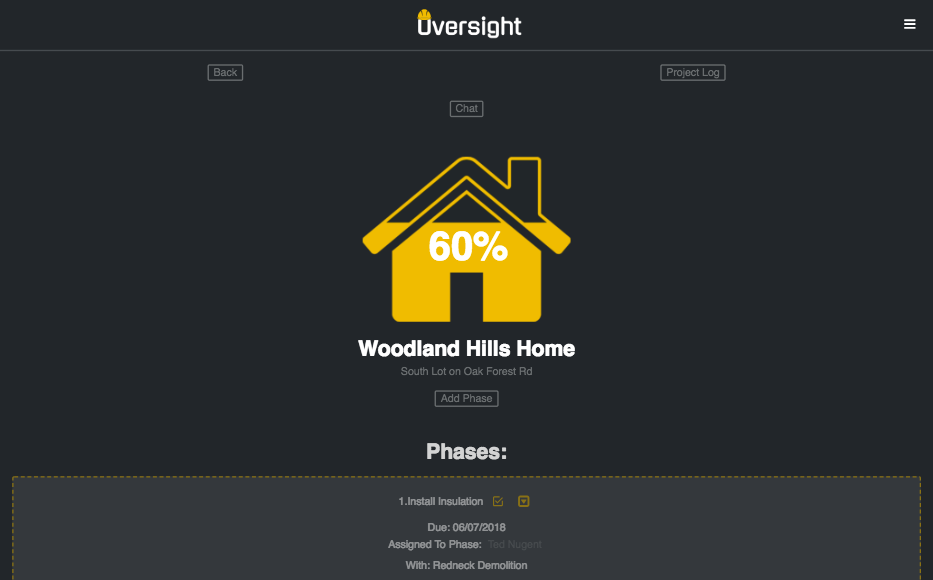 Oversight
Back
Project Log
Chat
60%
Woodland Hills Home
South Lot on Oak Forest Rd
Add Phase
Phases:
1.Install Insulation
Due: 06/07/2018
Assigned To Phase: Ted Nugent
With: Redneck Demolition